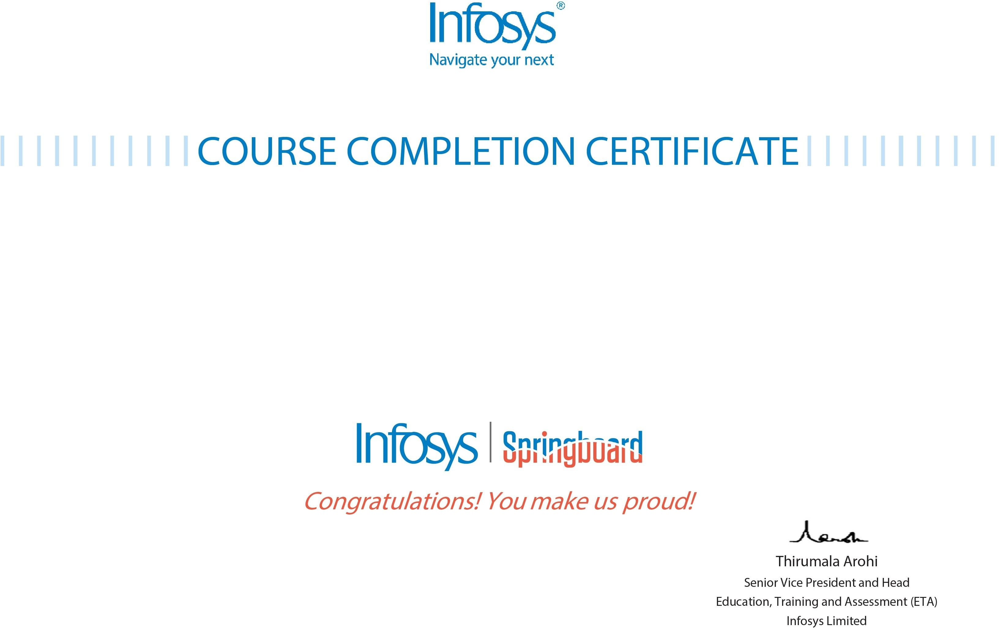 Infosys®
Navigate your next
COURSE COMPLETION CERTIFICATE
Infosys | Springboard
Congratulations! You make us proud!
Thirumala Arohi
Senior Vice President and Head
Education, Training and Assessment (ETA)
Infosys Limited